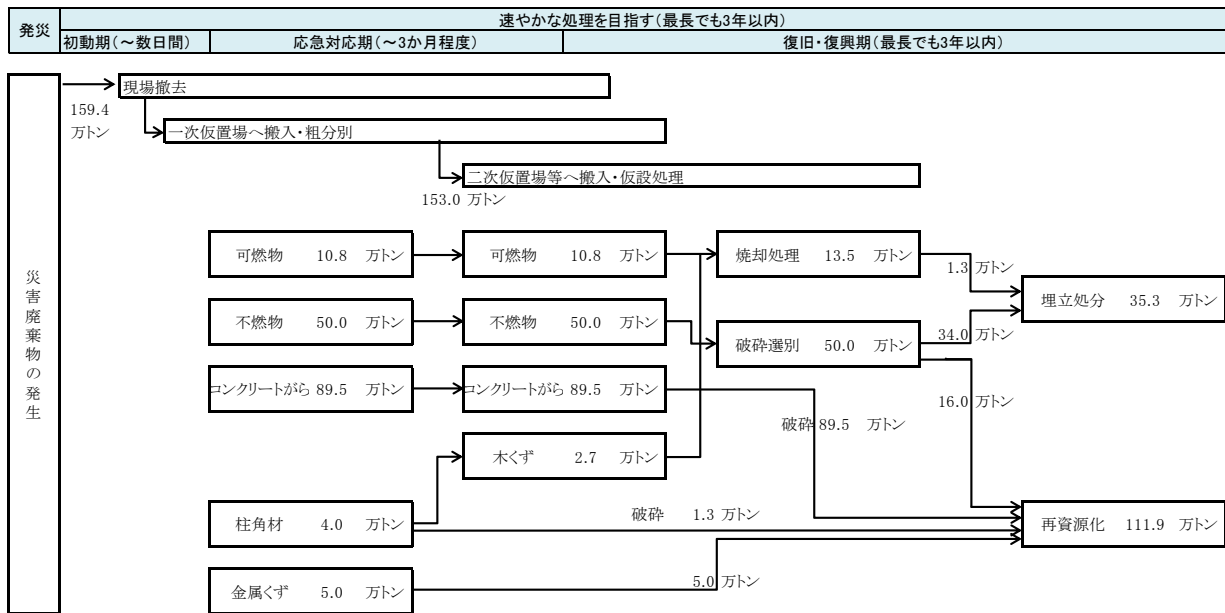 発災
速やかな処理を目指す(最長でも3年以内)
初動期(～数日間)
応急対応期(～3か月程度)
復旧・復興期(最長でも3年以内)
災害廃棄物の発生
159.4
万トン
現場撤去
一次仮置場へ搬入・粗分別
二次仮置場等へ搬入・仮設処理
153.0 万トン
可燃物 10.8 万トン
可燃物 10.8 万トン
焼却処理 13.5 万トン
1.3 万トン
埋立処分 35.3 万トン
不燃物 50.0 万トン
不燃物 50.0 万トン
破砕選別 50.0 万トン
34.0 万トン
コンクリートがら 89.5 万トン
コンクリートがら 89.5 万トン
16.0 万トン
破砕 89.5 万トン
木くず 2.7 万トン
柱角材 4.0 万トン
破砕 1.3 万トン
再資源化 111.9 万トン
金属くず 5.0 万トン
5.0 万トン